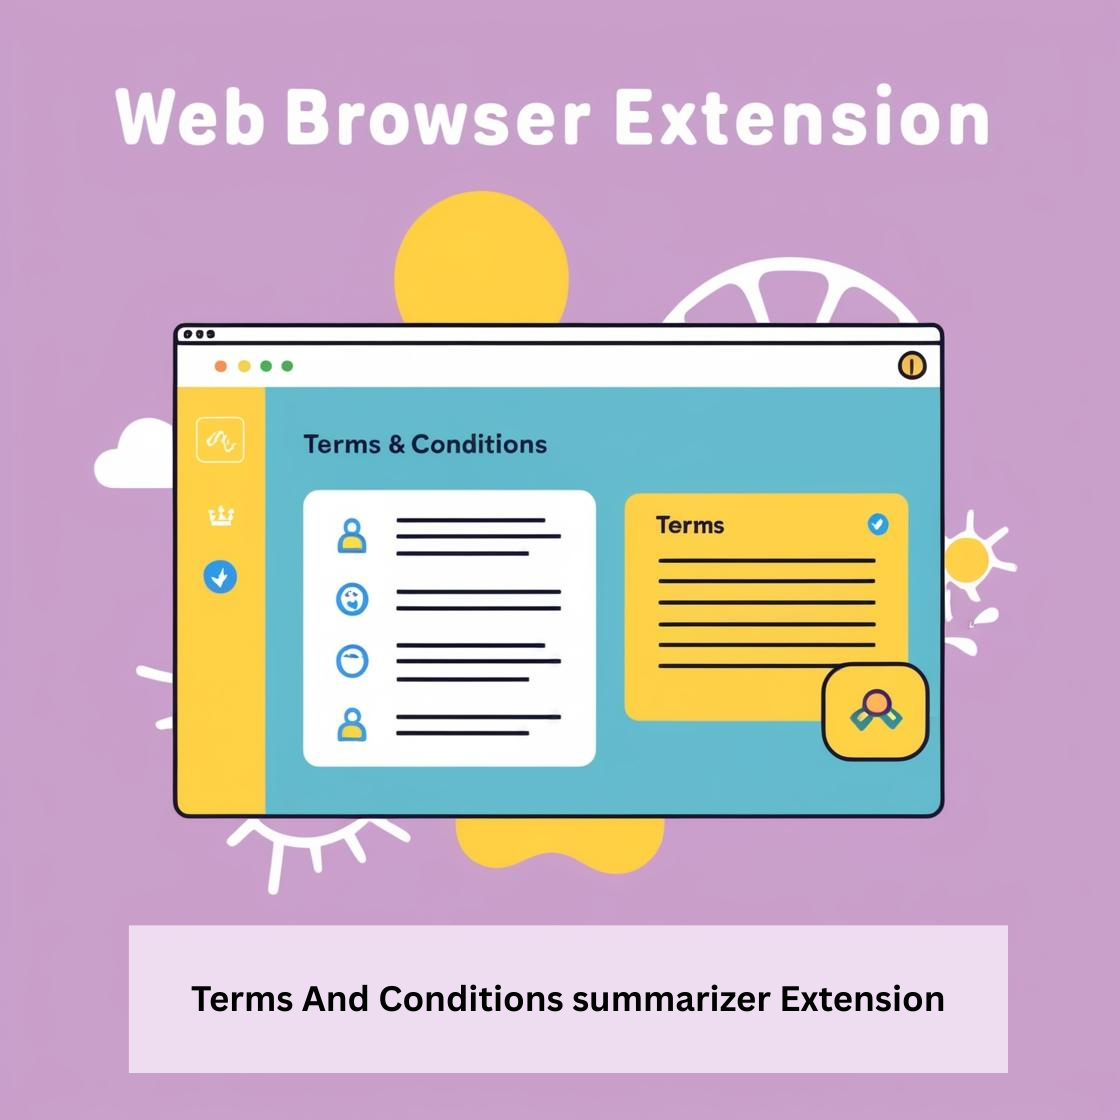 Web Browser Extension
Terms & Conditions
Terms
Terms And Conditions summarizer Extension